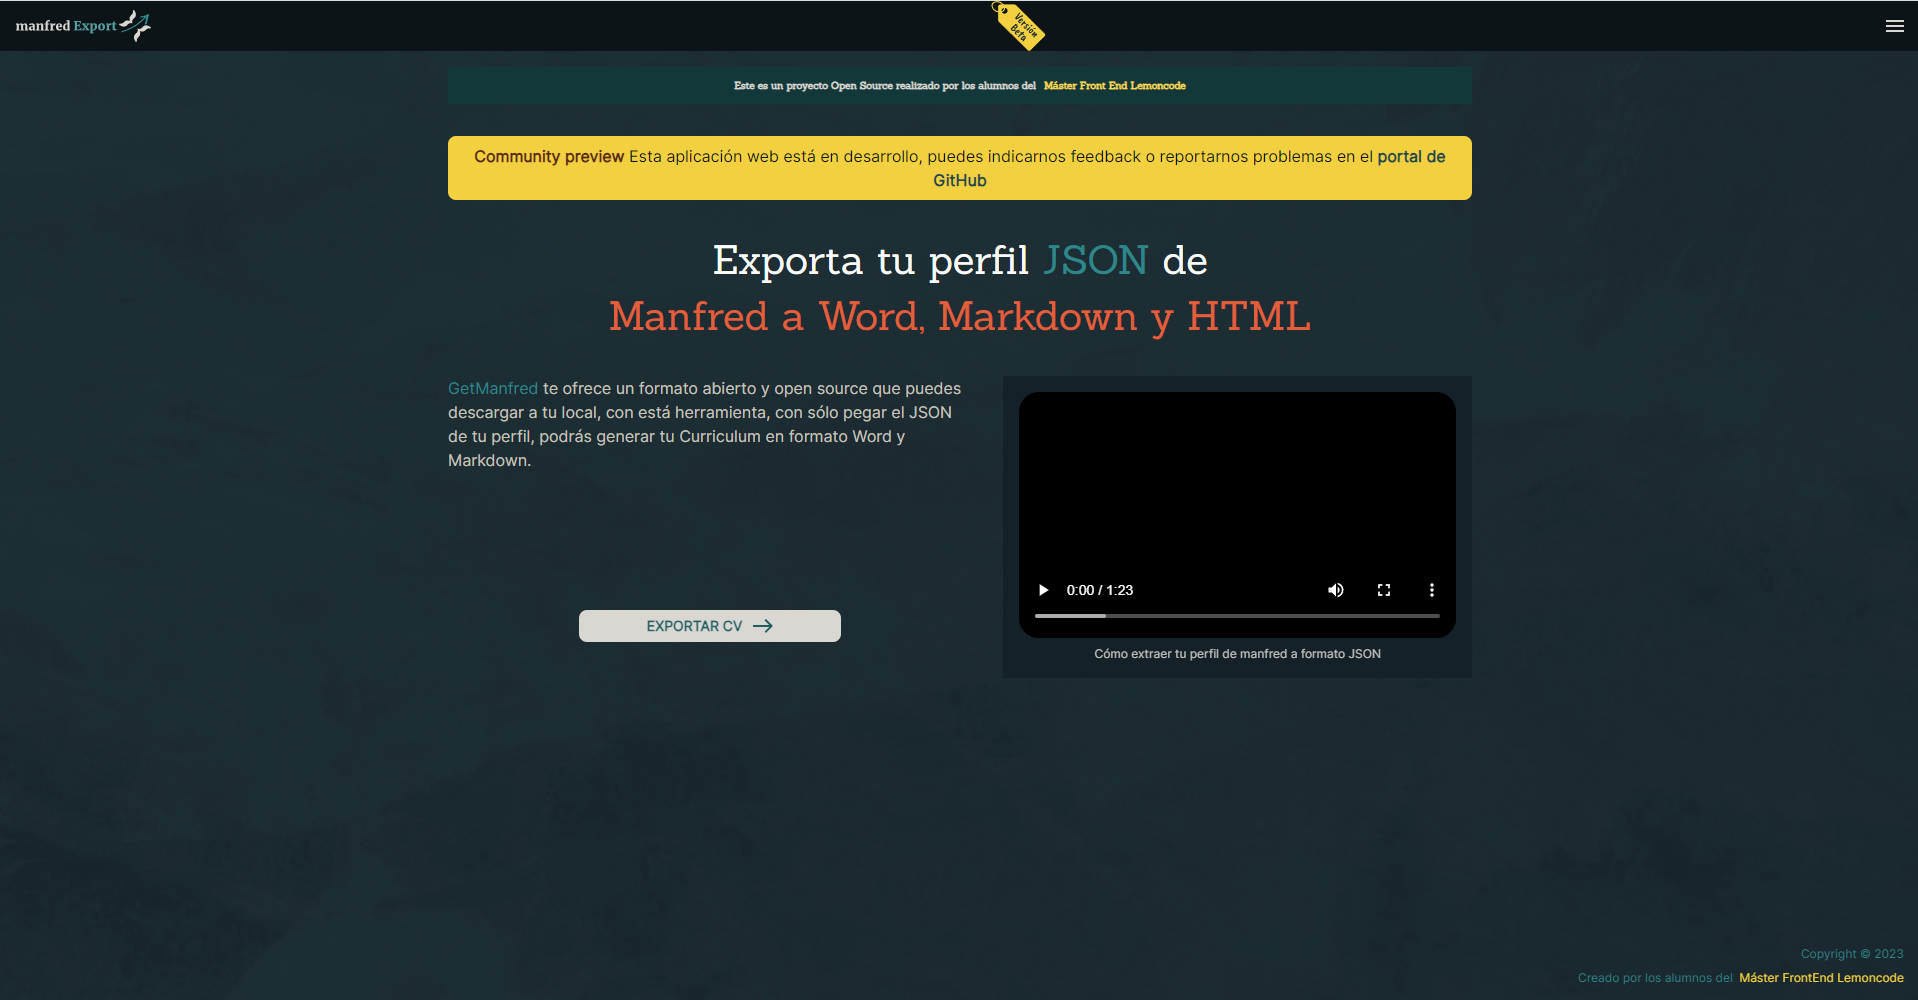 manfred Export
Versión
Beta
Este es un proyecto Open Source realizado por los alumnos del Máster Front End Lemoncode
Community preview Esta aplicación web está en desarrollo, puedes indicarnos feedback o reportarnos problemas en el portal de
GitHub
Exporta tu perfil JSON de
Manfred a Word, Markdown y HTML
GetManfred te ofrece un formato abierto y open source que puedes
descargar a tu local, con está herramienta, con sólo pegar el JSON
de tu perfil, podrás generar tu Curriculum en formato Word y
Markdown.
EXPORTAR CV
0:00 / 1:23
Cómo extraer tu perfil de manfred a formato JSON
Copyright © 2023
Creado por los alumnos del Máster FrontEnd Lemoncode